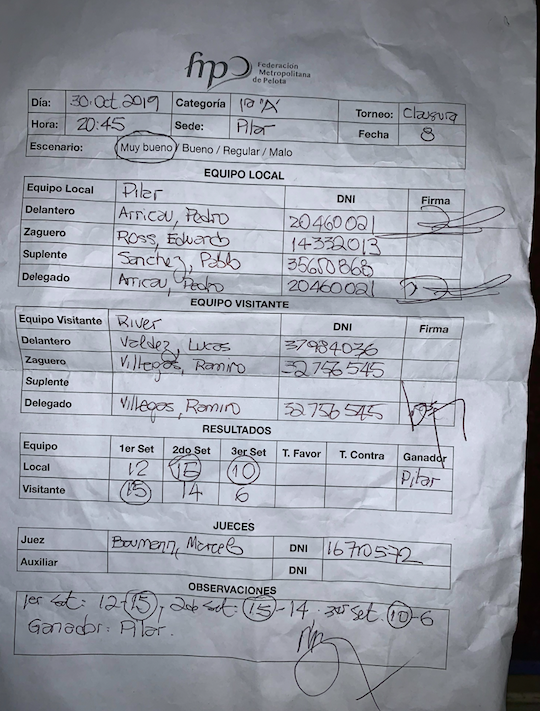 fmp Federación
Metropolitana
de Pelota
Día: 30.Oct.2019 Categoría 1ra "A" Torneo: Clausura
Hora: 20:45 Sede: Pilar Fecha 8
Escenario: Muy bueno / Bueno / Regular / Malo
EQUIPO LOCAL
Equipo Local Pilar DNI Firma
Delantero Arricau, Pedro 20460021
Zaguero Ross, Eduardo 14332013
Suplente Sanchez, Pablo 35650868
Delegado Arricau, Pedro 20460021
EQUIPO VISITANTE
Equipo Visitante River DNI Firma
Delantero Valdez, Lucas 37984036
Zaguero Villegas, Ramiro 32756545
Suplente
Delegado Villegas, Ramiro 32756545
RESULTADOS
Equipo 1er Set 2do Set 3er Set T. Favor T. Contra Ganador
Local 12 15 10 Pilar
Visitante 15 14 6
JUECES
Juez Baumann, Marcelo DNI 16710572
Auxiliar DNI
OBSERVACIONES
1er Set: 12-15, 2do Set: 15-14. 3er Set. 10-6
Ganador: Pilar.